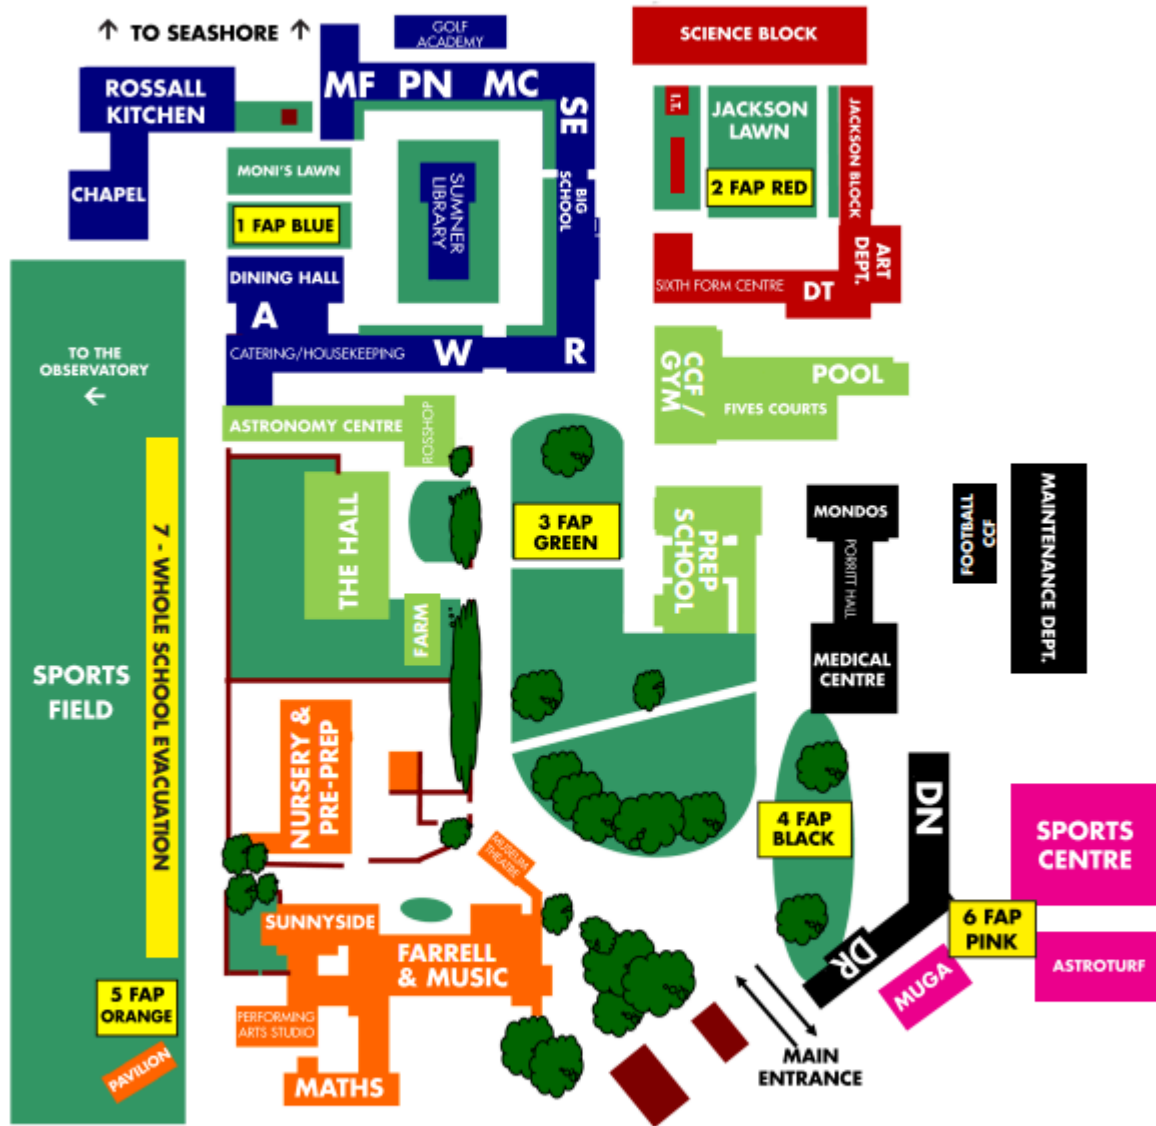 ↑ TO SEASHORE ↑
GOLF
ACADEMY
SCIENCE BLOCK
ROSSALL
KITCHEN
MF PN MC
SE
I.T.
JACKSON
LAWN
JACKSON BLOCK
MONI'S LAWN
2 FAP RED
CHAPEL
SUMNER
LIBRARY
BIG
SCHOOL
1 FAP BLUE
ART
DEPT.
DINING HALL
SIXTH FORM CENTRE
DT
A
CATERING/HOUSEKEEPING
W
R
TO THE
OBSERVATORY
←
CCF /
GYM
POOL
FIVES COURTS
ASTRONOMY CENTRE
ROSSHOP
THE HALL
3 FAP
GREEN
PREP
SCHOOL
MONDOS
PORRITT HALL
FOOTBALL
CCF
MAINTENANCE DEPT.
7 - WHOLE SCHOOL EVACUATION
FARM
MEDICAL
CENTRE
SPORTS
FIELD
NURSERY &
PRE-PREP
DN
4 FAP
BLACK
SPORTS
CENTRE
MUSEUM
THEATRE
SUNNYSIDE
6 FAP
PINK
FARRELL
& MUSIC
DR
MUGA
ASTROTURF
5 FAP
ORANGE
PERFORMING
ARTS STUDIO
PAVILION
MATHS
MAIN
ENTRANCE